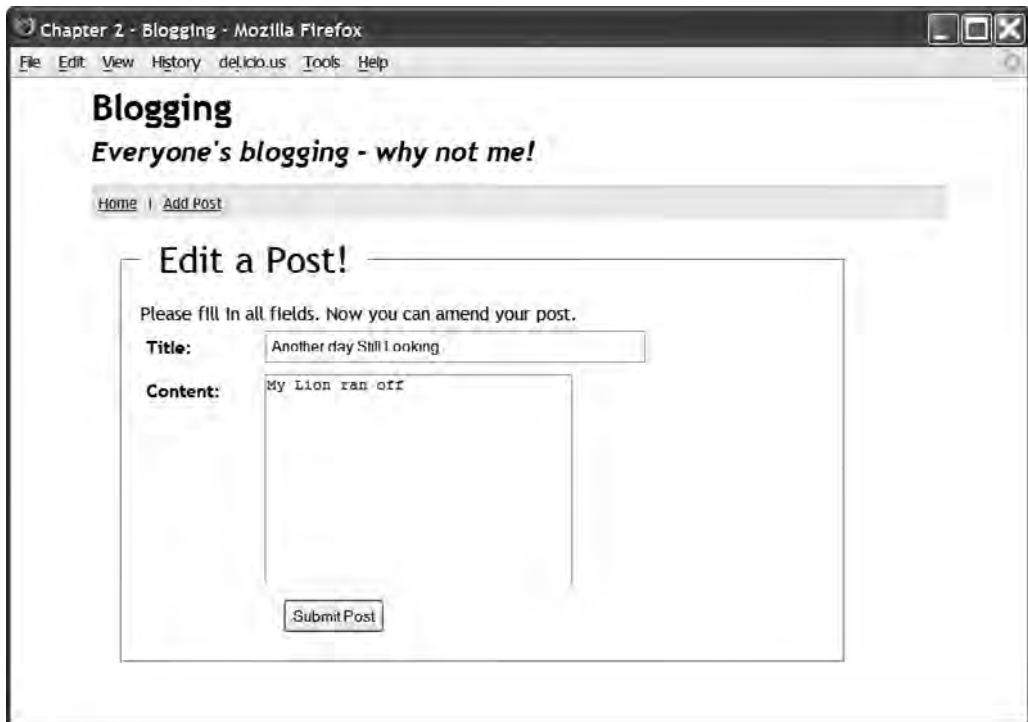 Chapter 2 - Blogging - Mozilla Firefox
File Edit View History del.icio.us Tools Help
Blogging
Everyone's blogging - why not me!
Home | Add Post
Edit a Post!
Please fill in all fields. Now you can amend your post.
Title: Another day Still Looking
Content: My Lion ran off
Submit Post